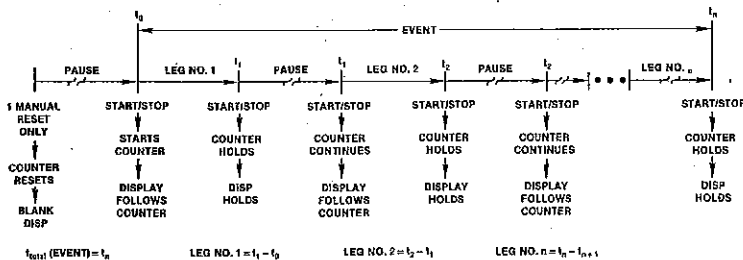 t₀
tₙ
EVENT
PAUSE
LEG NO. 1
t₁
PAUSE
t₁
LEG NO. 2
t₂
PAUSE
t₂
LEG NO. n
1 MANUAL
RESET
ONLY
COUNTER
RESETS
BLANK
DISP
START/STOP
STARTS
COUNTER
DISPLAY
FOLLOWS
COUNTER
START/STOP
COUNTER
HOLDS
DISP
HOLDS
START/STOP
COUNTER
CONTINUES
DISPLAY
FOLLOWS
COUNTER
START/STOP
COUNTER
HOLDS
DISPLAY
HOLDS
START/STOP
COUNTER
CONTINUES
DISPLAY
FOLLOWS
COUNTER
START/STOP
COUNTER
HOLDS
DISP
HOLDS
t_total (EVENT) = tₙ
LEG NO. 1 = t₁ − t₀
LEG NO. 2 = t₂ − t₁
LEG NO. n = tₙ − tₙ₊₁